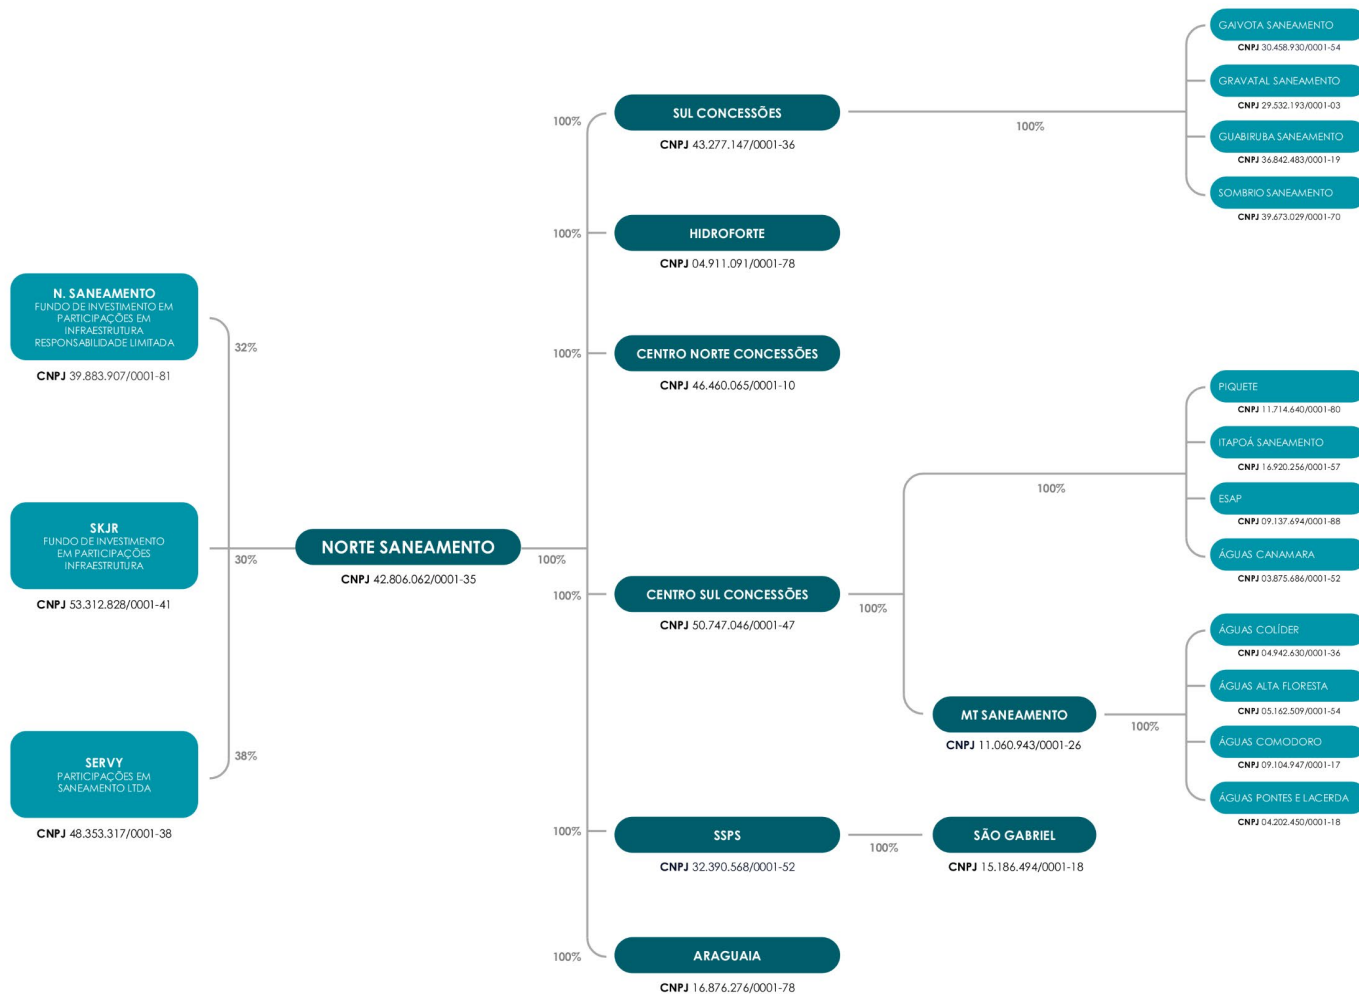 N. SANEAMENTO
FUNDO DE INVESTIMENTO EM
PARTICIPAÇÕES EM
INFRAESTRUTURA
RESPONSABILIDADE LIMITADA
CNPJ 39.883.907/0001-81
32%
SKJR
FUNDO DE INVESTIMENTO
EM PARTICIPAÇÕES
INFRAESTRUTURA
CNPJ 53.312.828/0001-41
30%
SERVY
PARTICIPAÇÕES EM
SANEAMENTO LTDA
CNPJ 48.353.317/0001-38
38%
NORTE SANEAMENTO
CNPJ 42.806.062/0001-35
100%
100%
SUL CONCESSÕES
CNPJ 43.277.147/0001-36
100%
GAIVOTA SANEAMENTO
CNPJ 30.458.930/0001-54
GRAVATAL SANEAMENTO
CNPJ 29.532.193/0001-03
GUABIRUBA SANEAMENTO
CNPJ 36.842.483/0001-19
SOMBRIO SANEAMENTO
CNPJ 39.673.029/0001-70
100%
HIDROFORTE
CNPJ 04.911.091/0001-78
100%
CENTRO NORTE CONCESSÕES
CNPJ 46.460.065/0001-10
100%
CENTRO SUL CONCESSÕES
CNPJ 50.747.046/0001-47
100%
100%
PIQUETE
CNPJ 11.714.640/0001-80
ITAPOÁ SANEAMENTO
CNPJ 16.920.256/0001-57
ESAP
CNPJ 09.137.694/0001-88
ÁGUAS CANAMARA
CNPJ 03.875.686/0001-52
MT SANEAMENTO
CNPJ 11.060.943/0001-26
100%
ÁGUAS COLÍDER
CNPJ 04.942.630/0001-36
ÁGUAS ALTA FLORESTA
CNPJ 05.162.509/0001-54
ÁGUAS COMODORO
CNPJ 09.104.947/0001-17
ÁGUAS PONTES E LACERDA
CNPJ 04.202.450/0001-18
100%
SSPS
CNPJ 32.390.568/0001-52
100%
SÃO GABRIEL
CNPJ 15.186.494/0001-18
100%
ARAGUAIA
CNPJ 16.876.276/0001-78